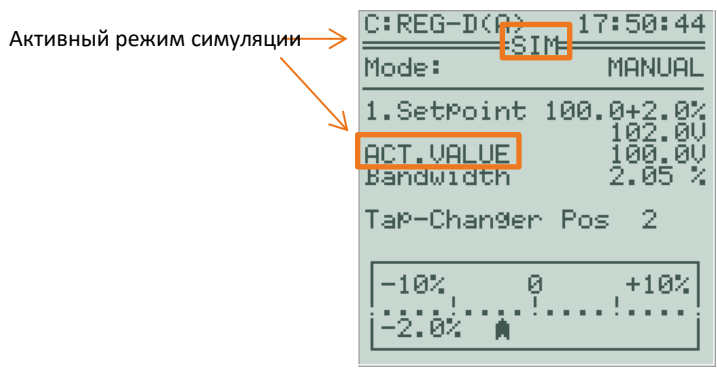 Активный режим симуляции
C:REG-D(A) 17:50:44
SIM
Mode: MANUAL
1.Setpoint 100.0+2.0%
102.0V
ACT.VALUE 100.0V
Bandwidth 2.05 %
Tap-Changer Pos 2
-10% 0 +10%
-2.0%